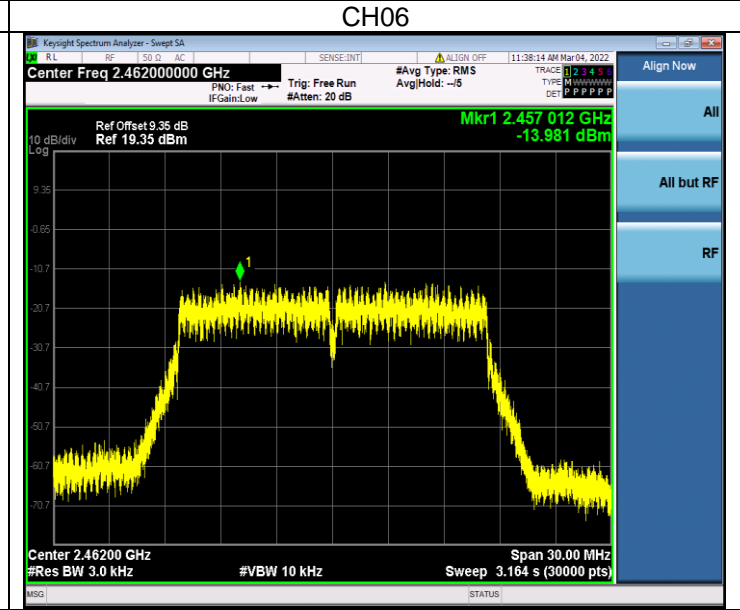 CH06
Keysight Spectrum Analyzer - Swept SA
RL RF 50 Ω AC SENSE:INT ALIGN OFF 11:38:14 AM Mar 04, 2022
Center Freq 2.462000000 GHz
PNO: Fast
IFGain:Low
Trig: Free Run
#Atten: 20 dB
#Avg Type: RMS
Avg|Hold: --/5
TRACE 1 2 3 4 5 6
TYPE M WWWWW
DET P P P P P P
Align Now
All
All but RF
RF
Ref Offset 9.35 dB
10 dB/div Ref 19.35 dBm
Log
Mkr1 2.457 012 GHz
-13.981 dBm
1
9.35
-0.65
-10.7
-20.7
-30.7
-40.7
-50.7
-60.7
-70.7
Center 2.46200 GHz Span 30.00 MHz
#Res BW 3.0 kHz #VBW 10 kHz Sweep 3.164 s (30000 pts)
MSG STATUS